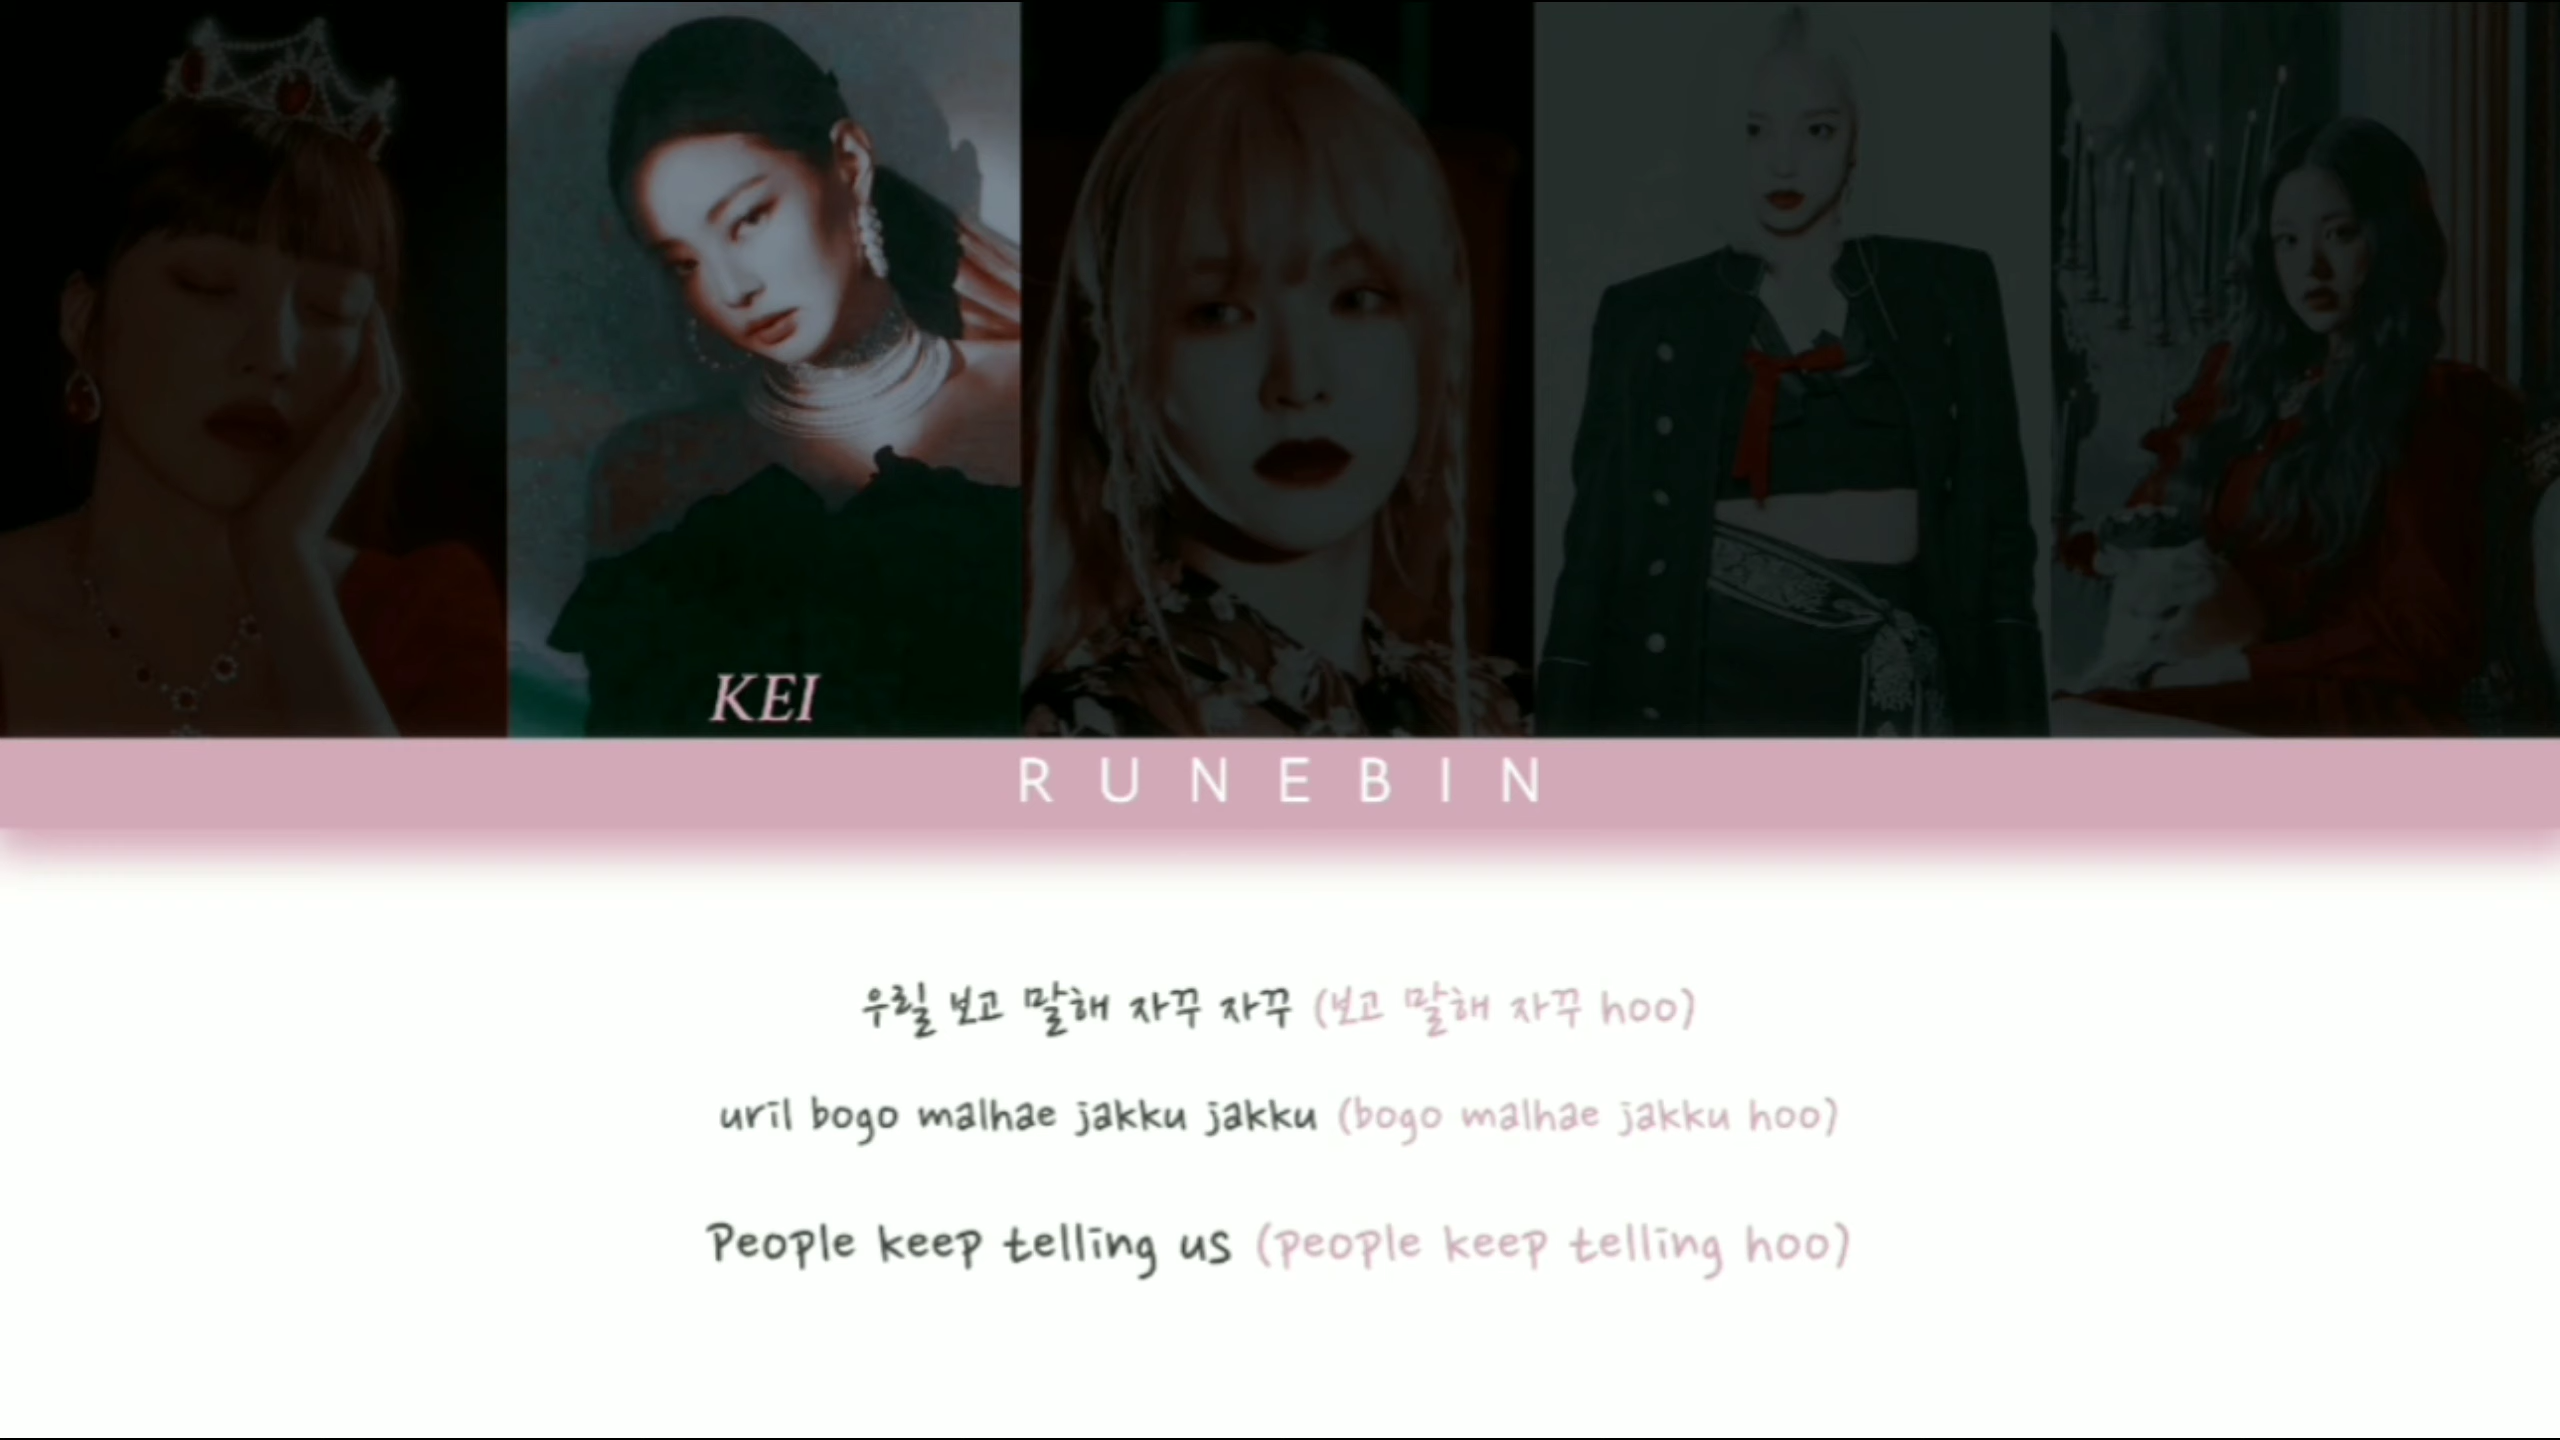 KEI
RUNEBIN
우릴 보고 말해 자꾸 자꾸 (보고 말해 자꾸 hoo)
uril bogo malhae jakku jakku (bogo malhae jakku hoo)
People keep telling us (people keep telling hoo)